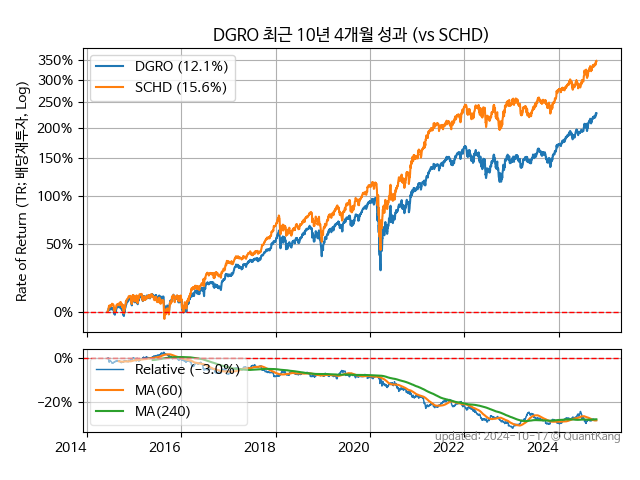 DGRO 최근 10년 4개월 성과 (vs SCHD)
Rate of Return (TR; 배당재투자, Log)
350%
300%
250%
200%
150%
100%
50%
0%
DGRO (12.1%)
SCHD (15.6%)
0%
−20%
Relative (−3.0%)
MA(60)
MA(240)
2014 2016 2018 2020 2022 2024
updated: 2024-10-17 © QuantKang